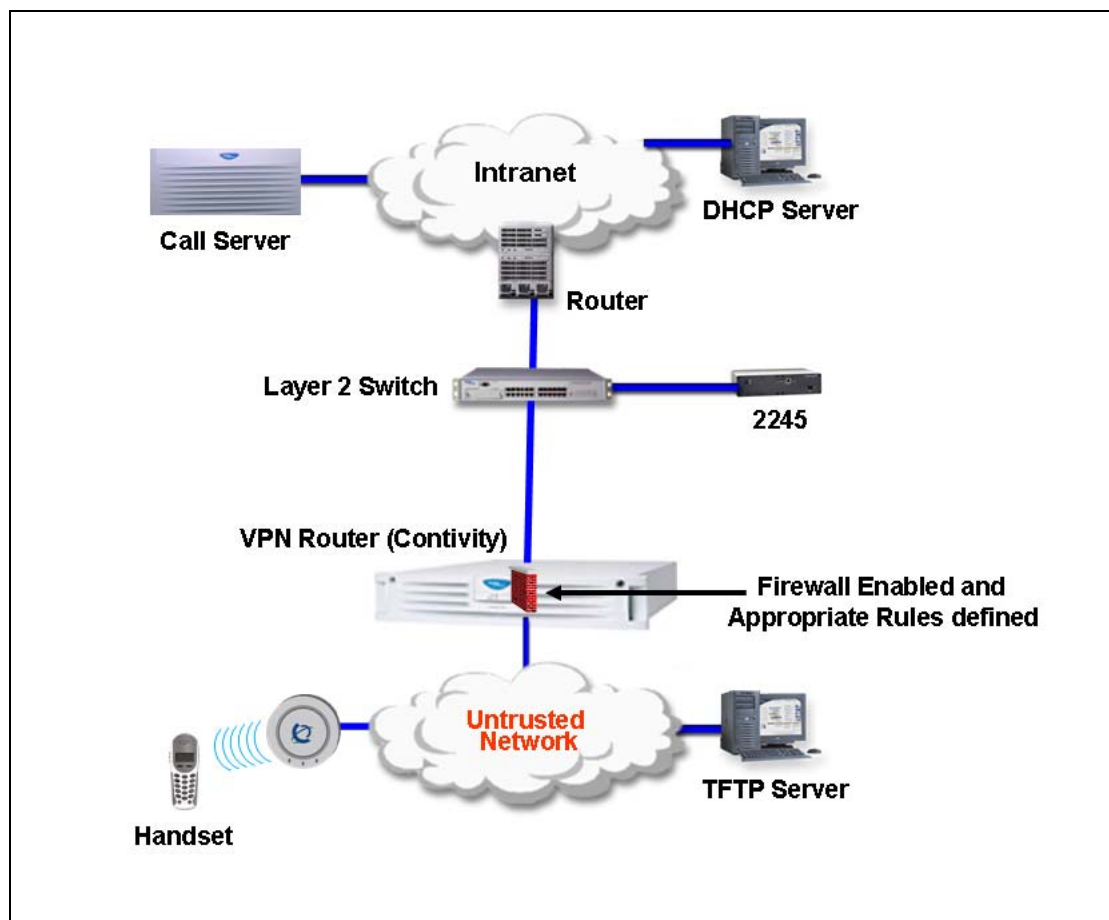 Intranet
DHCP Server
Call Server
Router
Layer 2 Switch
2245
VPN Router (Contivity)
Firewall Enabled and
Appropriate Rules defined
Untrusted
Network
TFTP Server
Handset